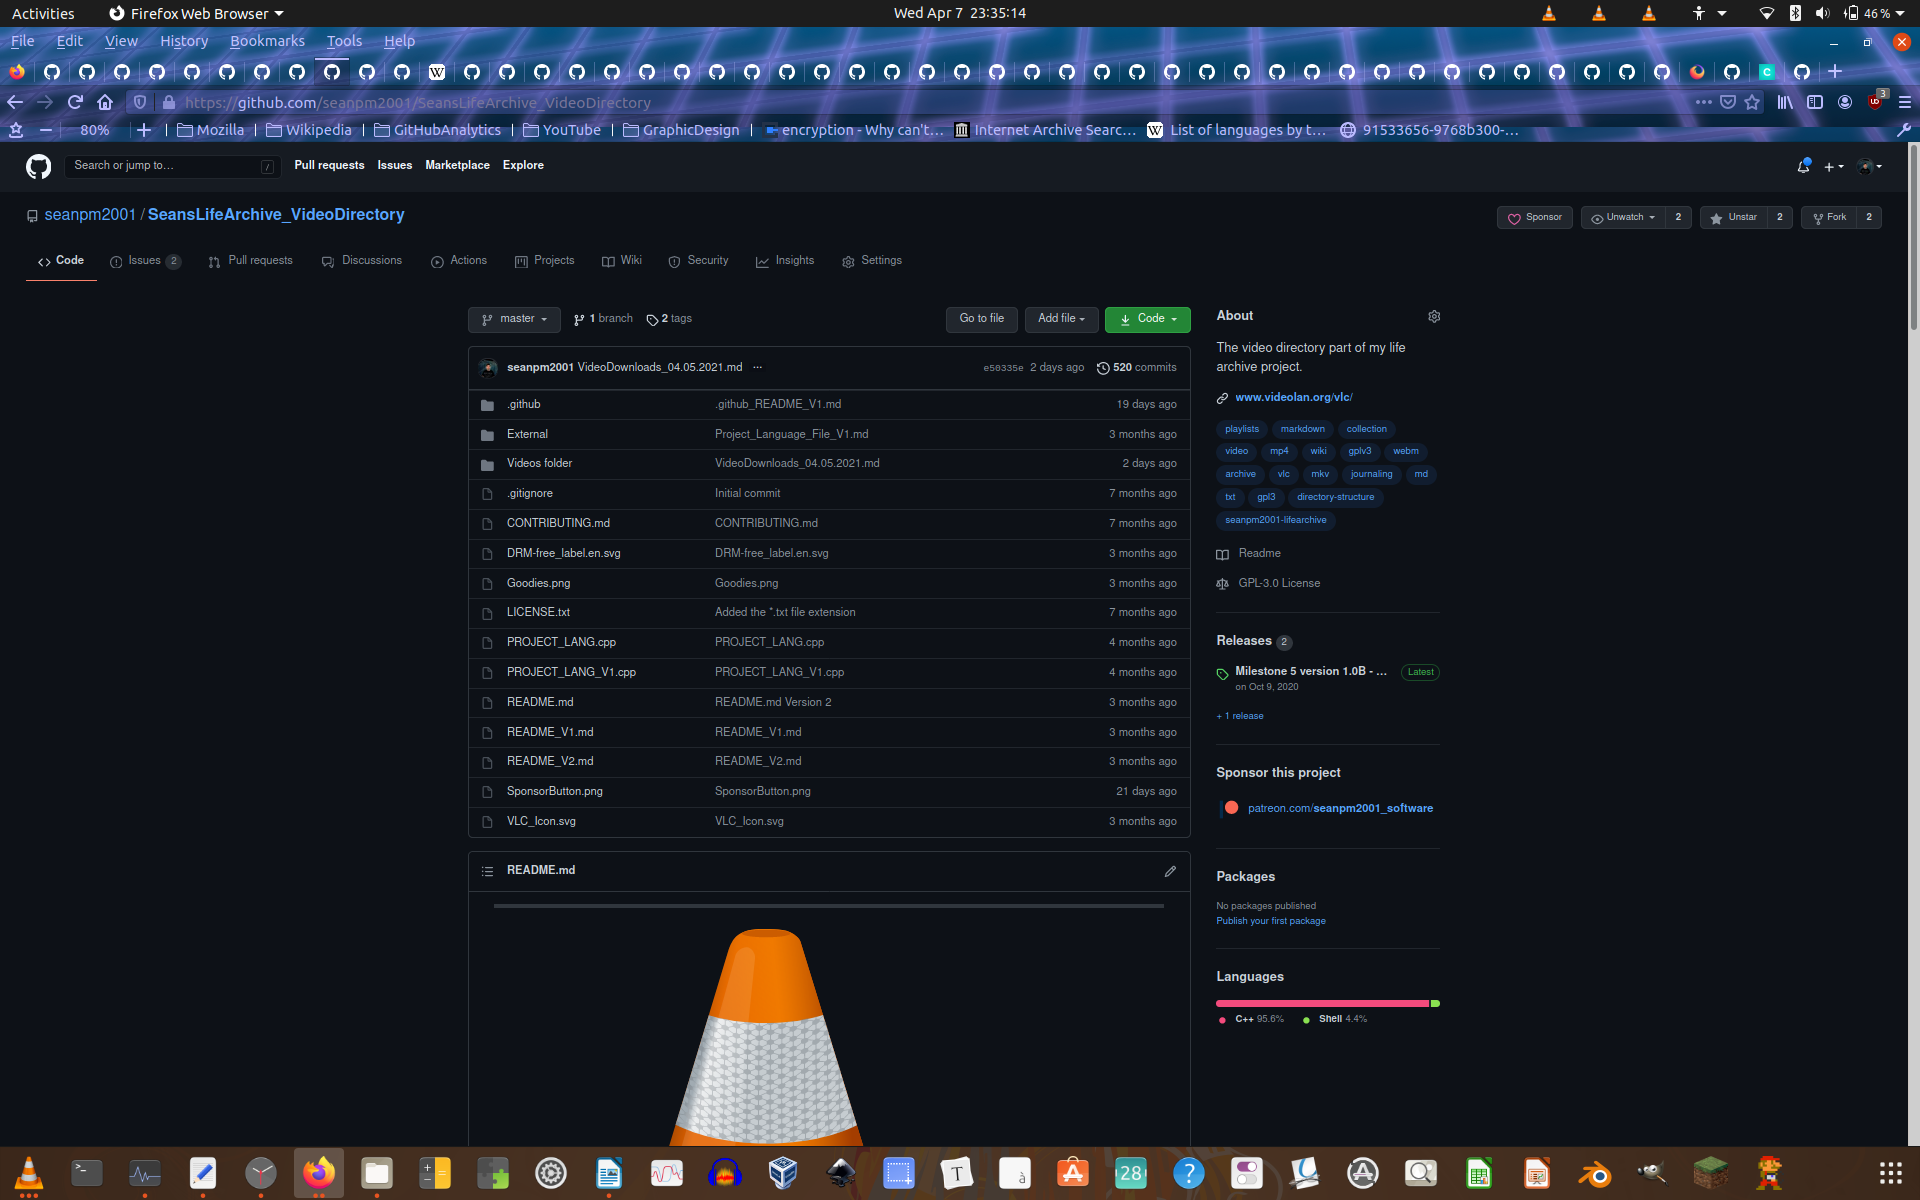 Activities Firefox Web Browser Wed Apr 7 23:35:14 46 %
File Edit View History Bookmarks Tools Help
https://github.com/seanpm2001/SeansLifeArchive_VideoDirectory 3
80% Mozilla Wikipedia GitHubAnalytics YouTube GraphicDesign encryption - Why can't… Internet Archive Searc… List of languages by t… 91533656-9768b300-…
Search or jump to… / Pull requests Issues Marketplace Explore
seanpm2001 / SeansLifeArchive_VideoDirectory Sponsor Unwatch 2 Unstar 2 Fork 2
Code Issues 2 Pull requests Discussions Actions Projects Wiki Security Insights Settings
master 1 branch 2 tags Go to file Add file Code
seanpm2001 VideoDownloads_04.05.2021.md ... e50335e 2 days ago 520 commits
.github .github_README_V1.md 19 days ago
External Project_Language_File_V1.md 3 months ago
Videos folder VideoDownloads_04.05.2021.md 2 days ago
.gitignore Initial commit 7 months ago
CONTRIBUTING.md CONTRIBUTING.md 7 months ago
DRM-free_label.en.svg DRM-free_label.en.svg 3 months ago
Goodies.png Goodies.png 3 months ago
LICENSE.txt Added the *.txt file extension 7 months ago
PROJECT_LANG.cpp PROJECT_LANG.cpp 4 months ago
PROJECT_LANG_V1.cpp PROJECT_LANG_V1.cpp 4 months ago
README.md README.md Version 2 3 months ago
README_V1.md README_V1.md 3 months ago
README_V2.md README_V2.md 3 months ago
SponsorButton.png SponsorButton.png 21 days ago
VLC_Icon.svg VLC_Icon.svg 3 months ago
README.md
About
The video directory part of my life
archive project.
www.videolan.org/vlc/
playlists markdown collection
video mp4 wiki gplv3 webm
archive vlc mkv journaling md
txt gpl3 directory-structure
seanpm2001-lifearchive
Readme
GPL-3.0 License
Releases 2
Milestone 5 version 1.0B - ... Latest
on Oct 9, 2020
+ 1 release
Sponsor this project
patreon.com/seanpm2001_software
Packages
No packages published
Publish your first package
Languages
C++ 95.6% Shell 4.4%